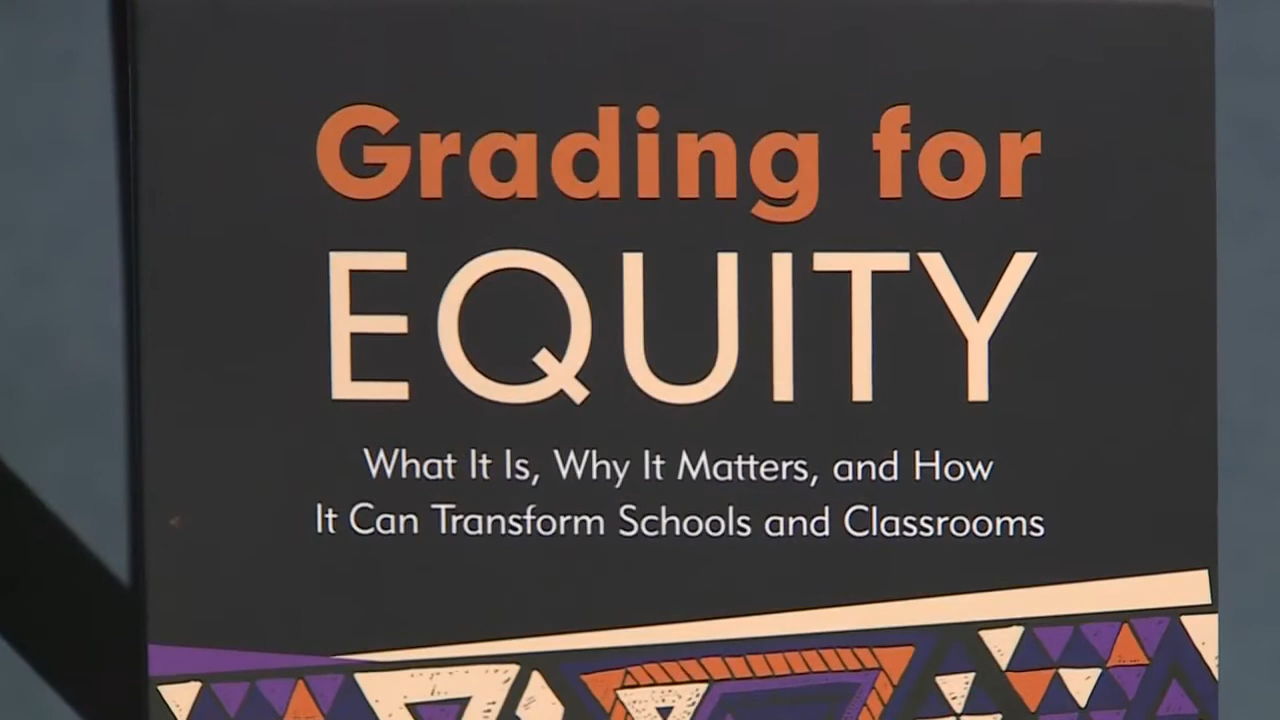 Grading for
EQUITY
What It Is, Why It Matters, and How
It Can Transform Schools and Classrooms